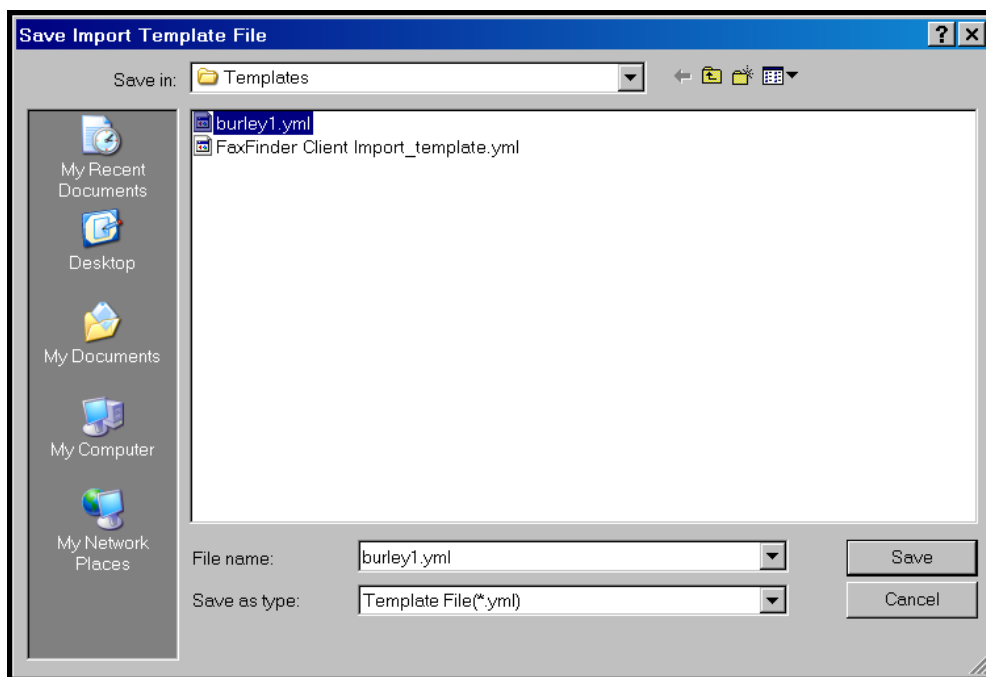 Save Import Template File
Save in:
Templates
burley1.yml
FaxFinder Client Import_template.yml
My Recent
Documents
Desktop
My Documents
My Computer
My Network
Places
File name:
burley1.yml
Save
Save as type:
Template File(*.yml)
Cancel